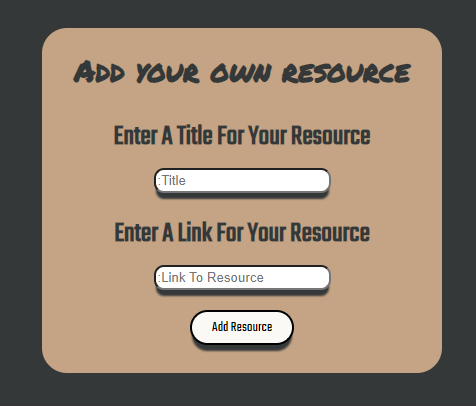 Add your own resource
Enter A Title For Your Resource
:Title
Enter A Link For Your Resource
:Link To Resource
Add Resource